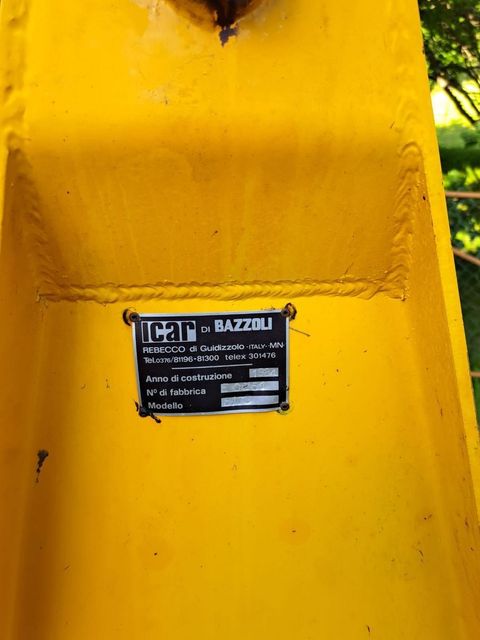 Icar DI BAZZOLI
REBECCO di Guidizzolo -ITALY- -MN-
Tel.0376/81196-81300 telex 301476
Anno di costruzione
N° di fabbrica
Modello